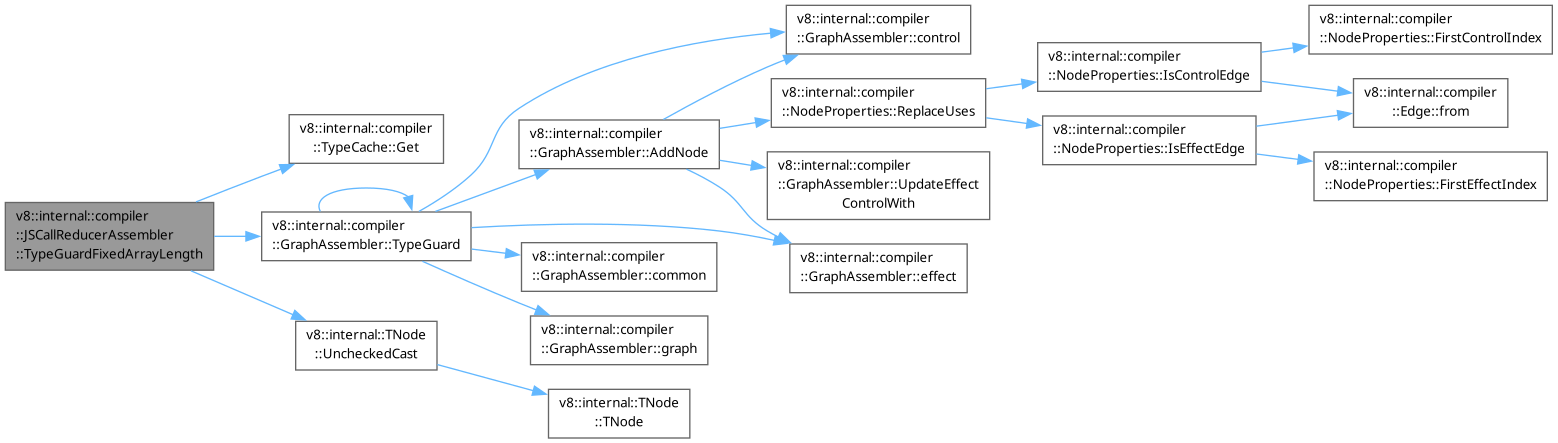 v8::internal::compiler
::JSCallReducerAssembler
::TypeGuardFixedArrayLength
v8::internal::compiler
::TypeCache::Get
v8::internal::compiler
::GraphAssembler::TypeGuard
v8::internal::TNode
::UncheckedCast
v8::internal::compiler
::GraphAssembler::AddNode
v8::internal::compiler
::GraphAssembler::common
v8::internal::compiler
::GraphAssembler::graph
v8::internal::TNode
::TNode
v8::internal::compiler
::GraphAssembler::control
v8::internal::compiler
::NodeProperties::ReplaceUses
v8::internal::compiler
::GraphAssembler::UpdateEffect
ControlWith
v8::internal::compiler
::GraphAssembler::effect
v8::internal::compiler
::NodeProperties::IsControlEdge
v8::internal::compiler
::NodeProperties::IsEffectEdge
v8::internal::compiler
::NodeProperties::FirstControlIndex
v8::internal::compiler
::Edge::from
v8::internal::compiler
::NodeProperties::FirstEffectIndex